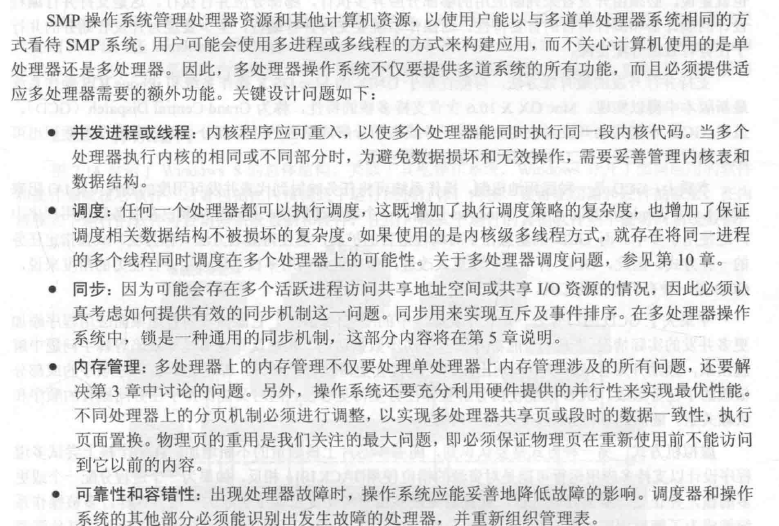 SMP 操作系统管理处理器资源和其他计算机资源，以使用户能以与多道单处理器系统相同的方
式看待 SMP 系统。用户可能会使用多进程或多线程的方式来构建应用，而不关心计算机使用的是单
处理器还是多处理器。因此，多处理器操作系统不仅要提供多道系统的所有功能，而且必须提供适
应多处理器需要的额外功能。关键设计问题如下：
● 并发进程或线程：内核程序应可重入，以使多个处理器能同时执行同一段内核代码。当多个
处理器执行内核的相同或不同部分时，为避免数据损坏和无效操作，需要妥善管理内核表和
数据结构。
● 调度：任何一个处理器都可以执行调度，这既增加了执行调度策略的复杂度，也增加了保证
调度相关数据结构不被损坏的复杂度。如果使用的是内核级多线程方式，就存在将同一进程
的多个线程同时调度在多个处理器上的可能性。关于多处理器调度问题，参见第 10 章。
● 同步：因为可能会存在多个活跃进程访问共享地址空间或共享 I/O 资源的情况，因此必须认
真考虑如何提供有效的同步机制这一问题。同步用来实现互斥及事件排序。在多处理器操作
系统中，锁是一种通用的同步机制，这部分内容将在第 5 章说明。
● 内存管理：多处理器上的内存管理不仅要处理单处理器上内存管理涉及的所有问题，还要解
决第 3 章中讨论的问题。另外，操作系统还要充分利用硬件提供的并行性来实现最优性能。
不同处理器上的分页机制必须进行调整，以实现多处理器共享页或段时的数据一致性，执行
页面置换。物理页的重用是我们关注的最大问题，即必须保证物理页在重新使用前不能访问
到它以前的内容。
● 可靠性和容错性：出现处理器故障时，操作系统应能妥善地降低故障的影响。调度器和操作
系统的其他部分必须能识别出发生故障的处理器，并重新组织管理表。